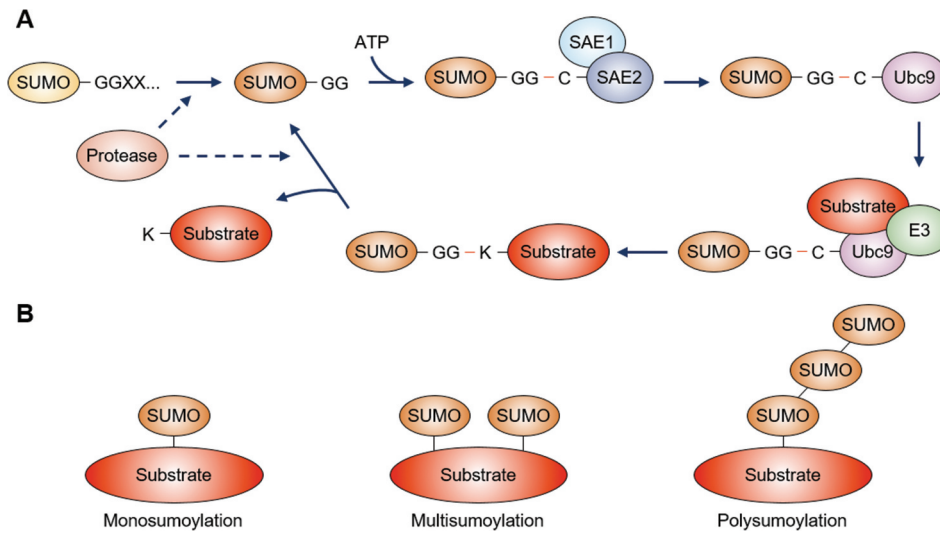 A
SUMO GGXX...
SUMO GG
ATP
SUMO GG C SAE1 SAE2
SUMO GG C Ubc9
Protease
K Substrate
SUMO GG K Substrate
SUMO GG C Substrate Ubc9 E3
B
SUMO
Substrate
Monosumoylation
SUMO SUMO
Substrate
Multisumoylation
SUMO
SUMO
SUMO
Substrate
Polysumoylation